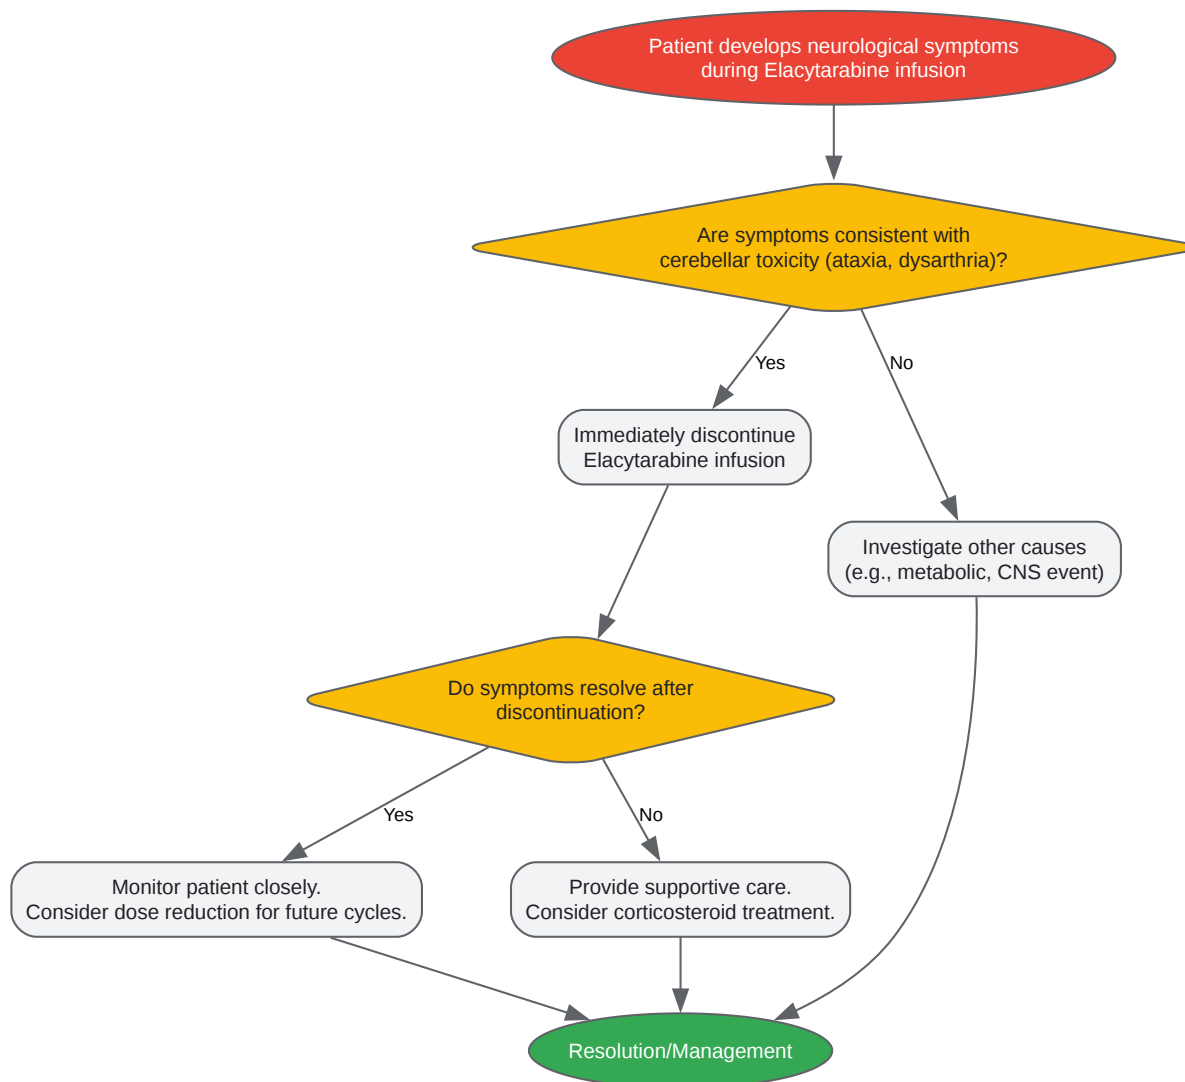 Patient develops neurological symptoms
during Elacytarabine infusion
Are symptoms consistent with
cerebellar toxicity (ataxia, dysarthria)?
Yes
No
Immediately discontinue
Elacytarabine infusion
Investigate other causes
(e.g., metabolic, CNS event)
Do symptoms resolve after
discontinuation?
Yes
No
Monitor patient closely.
Consider dose reduction for future cycles.
Provide supportive care.
Consider corticosteroid treatment.
Resolution/Management